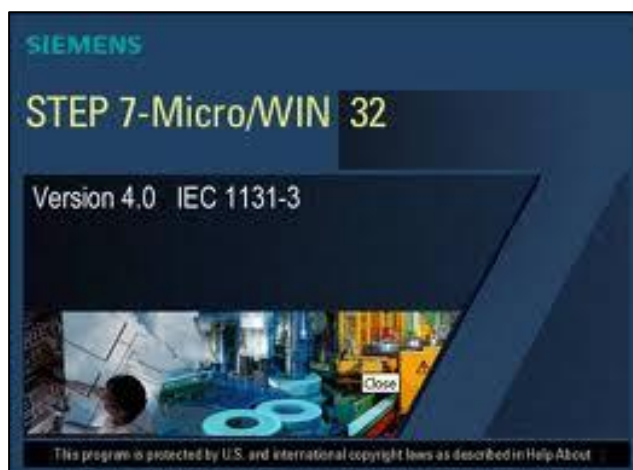 SIEMENS
STEP 7-Micro/WIN 32
Version 4.0 IEC 1131-3
Close
This program is protected by U.S. and international copyright laws as described in Help About